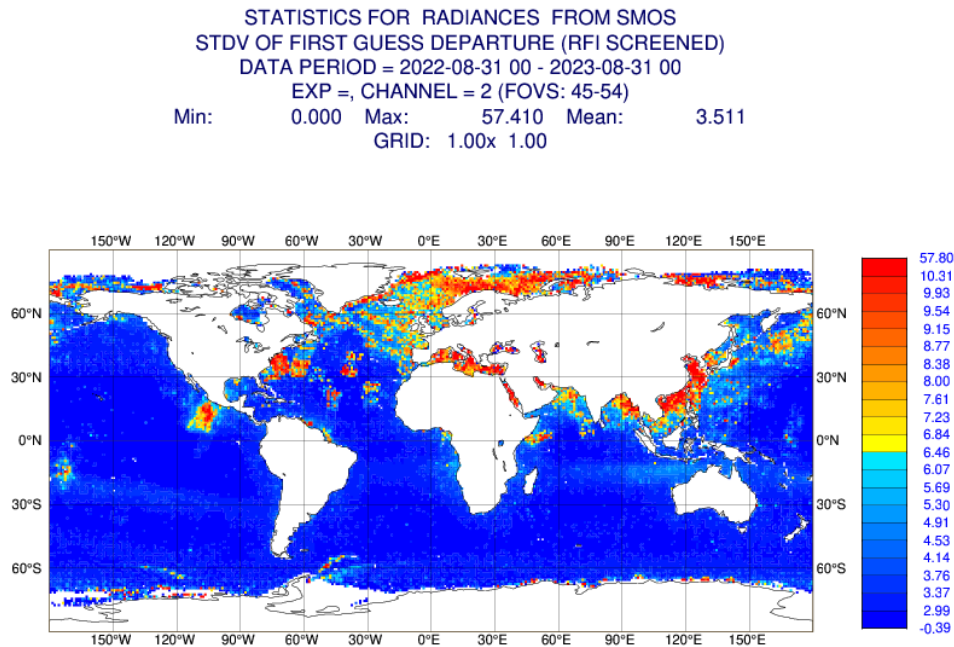 STATISTICS FOR RADIANCES FROM SMOS
STDV OF FIRST GUESS DEPARTURE (RFI SCREENED)
DATA PERIOD = 2022-08-31 00 - 2023-08-31 00
EXP =, CHANNEL = 2 (FOVS: 45-54)
Min: 0.000 Max: 57.410 Mean: 3.511
GRID: 1.00x 1.00
150°W 120°W 90°W 60°W 30°W 0°E 30°E 60°E 90°E 120°E 150°E
60°N 60°N
30°N 30°N
0°N 0°N
30°S 30°S
60°S 60°S
150°W 120°W 90°W 60°W 30°W 0°E 30°E 60°E 90°E 120°E 150°E
57.80
10.31
9.93
9.54
9.15
8.77
8.38
8.00
7.61
7.23
6.84
6.46
6.07
5.69
5.30
4.91
4.53
4.14
3.76
3.37
2.99
-0.39